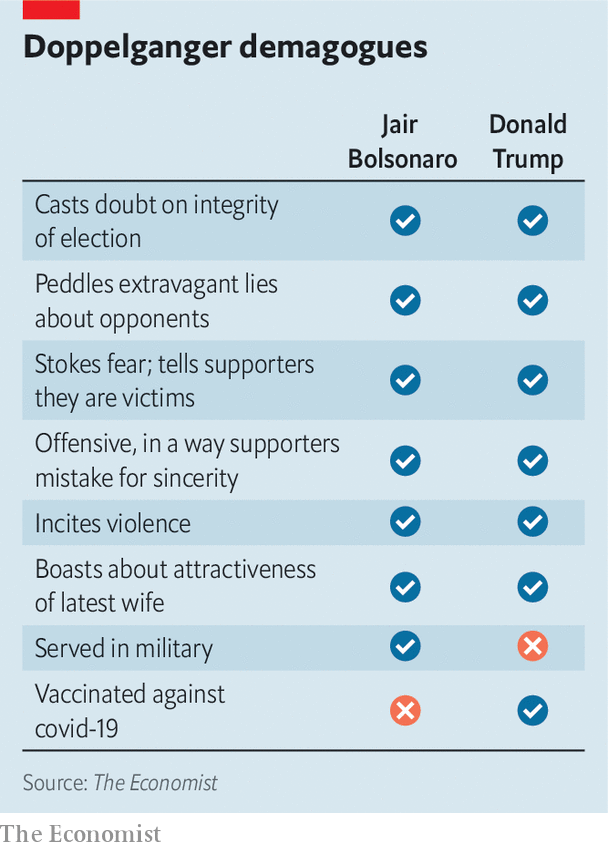 Doppelganger demagogues
Jair
Bolsonaro
Donald
Trump
Casts doubt on integrity
of election
Peddles extravagant lies
about opponents
Stokes fear; tells supporters
they are victims
Offensive, in a way supporters
mistake for sincerity
Incites violence
Boasts about attractiveness
of latest wife
Served in military
Vaccinated against
covid-19
Source: The Economist
The Economist